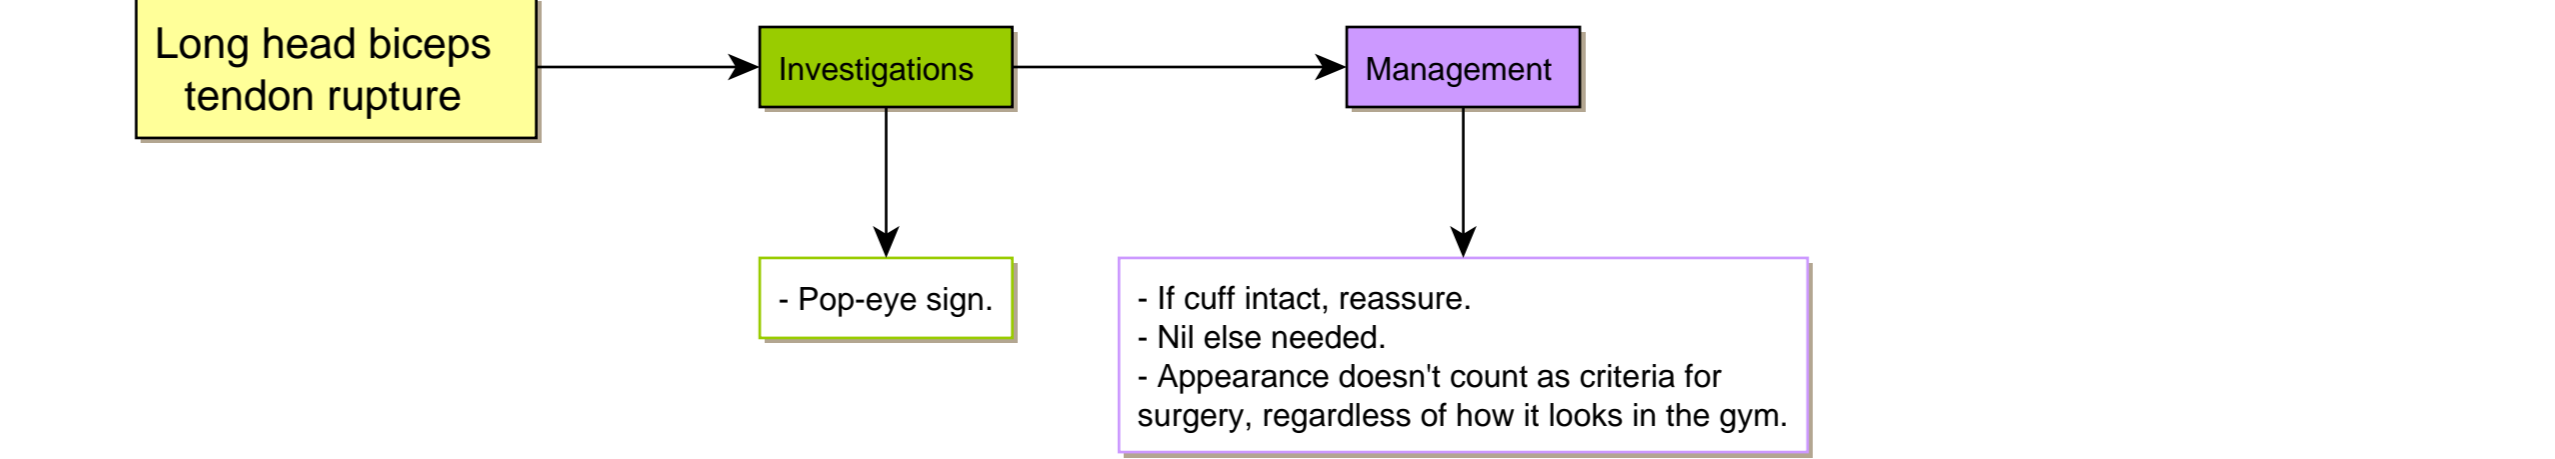 Long head biceps
tendon rupture
Investigations
Management
- Pop-eye sign.
- If cuff intact, reassure.
- Nil else needed.
- Appearance doesn't count as criteria for
surgery, regardless of how it looks in the gym.